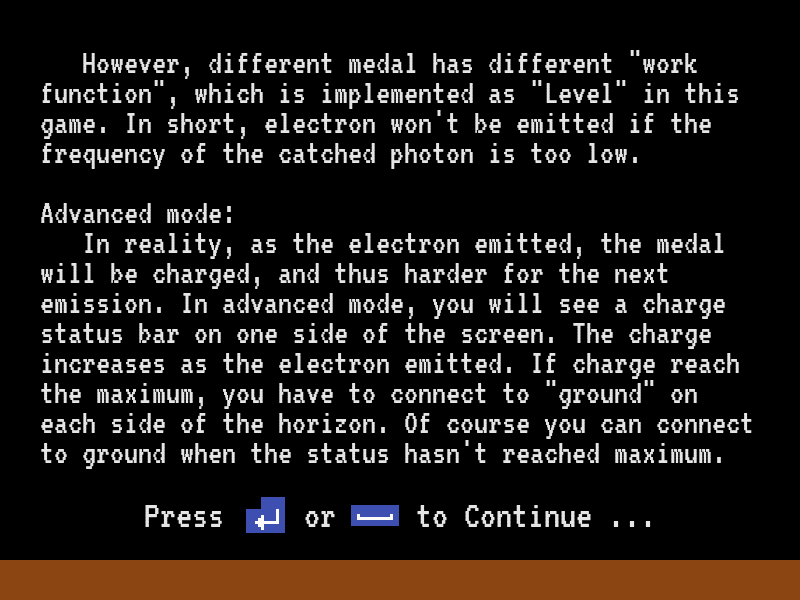 However, different medal has different "work
function", which is implemented as "Level" in this
game. In short, electron won't be emitted if the
frequency of the catched photon is too low.
Advanced mode:
In reality, as the electron emitted, the medal
will be charged, and thus harder for the next
emission. In advanced mode, you will see a charge
status bar on one side of the screen. The charge
increases as the electron emitted. If charge reach
the maximum, you have to connect to "ground" on
each side of the horizon. Of course you can connect
to ground when the status hasn't reached maximum.
Press or to Continue ...